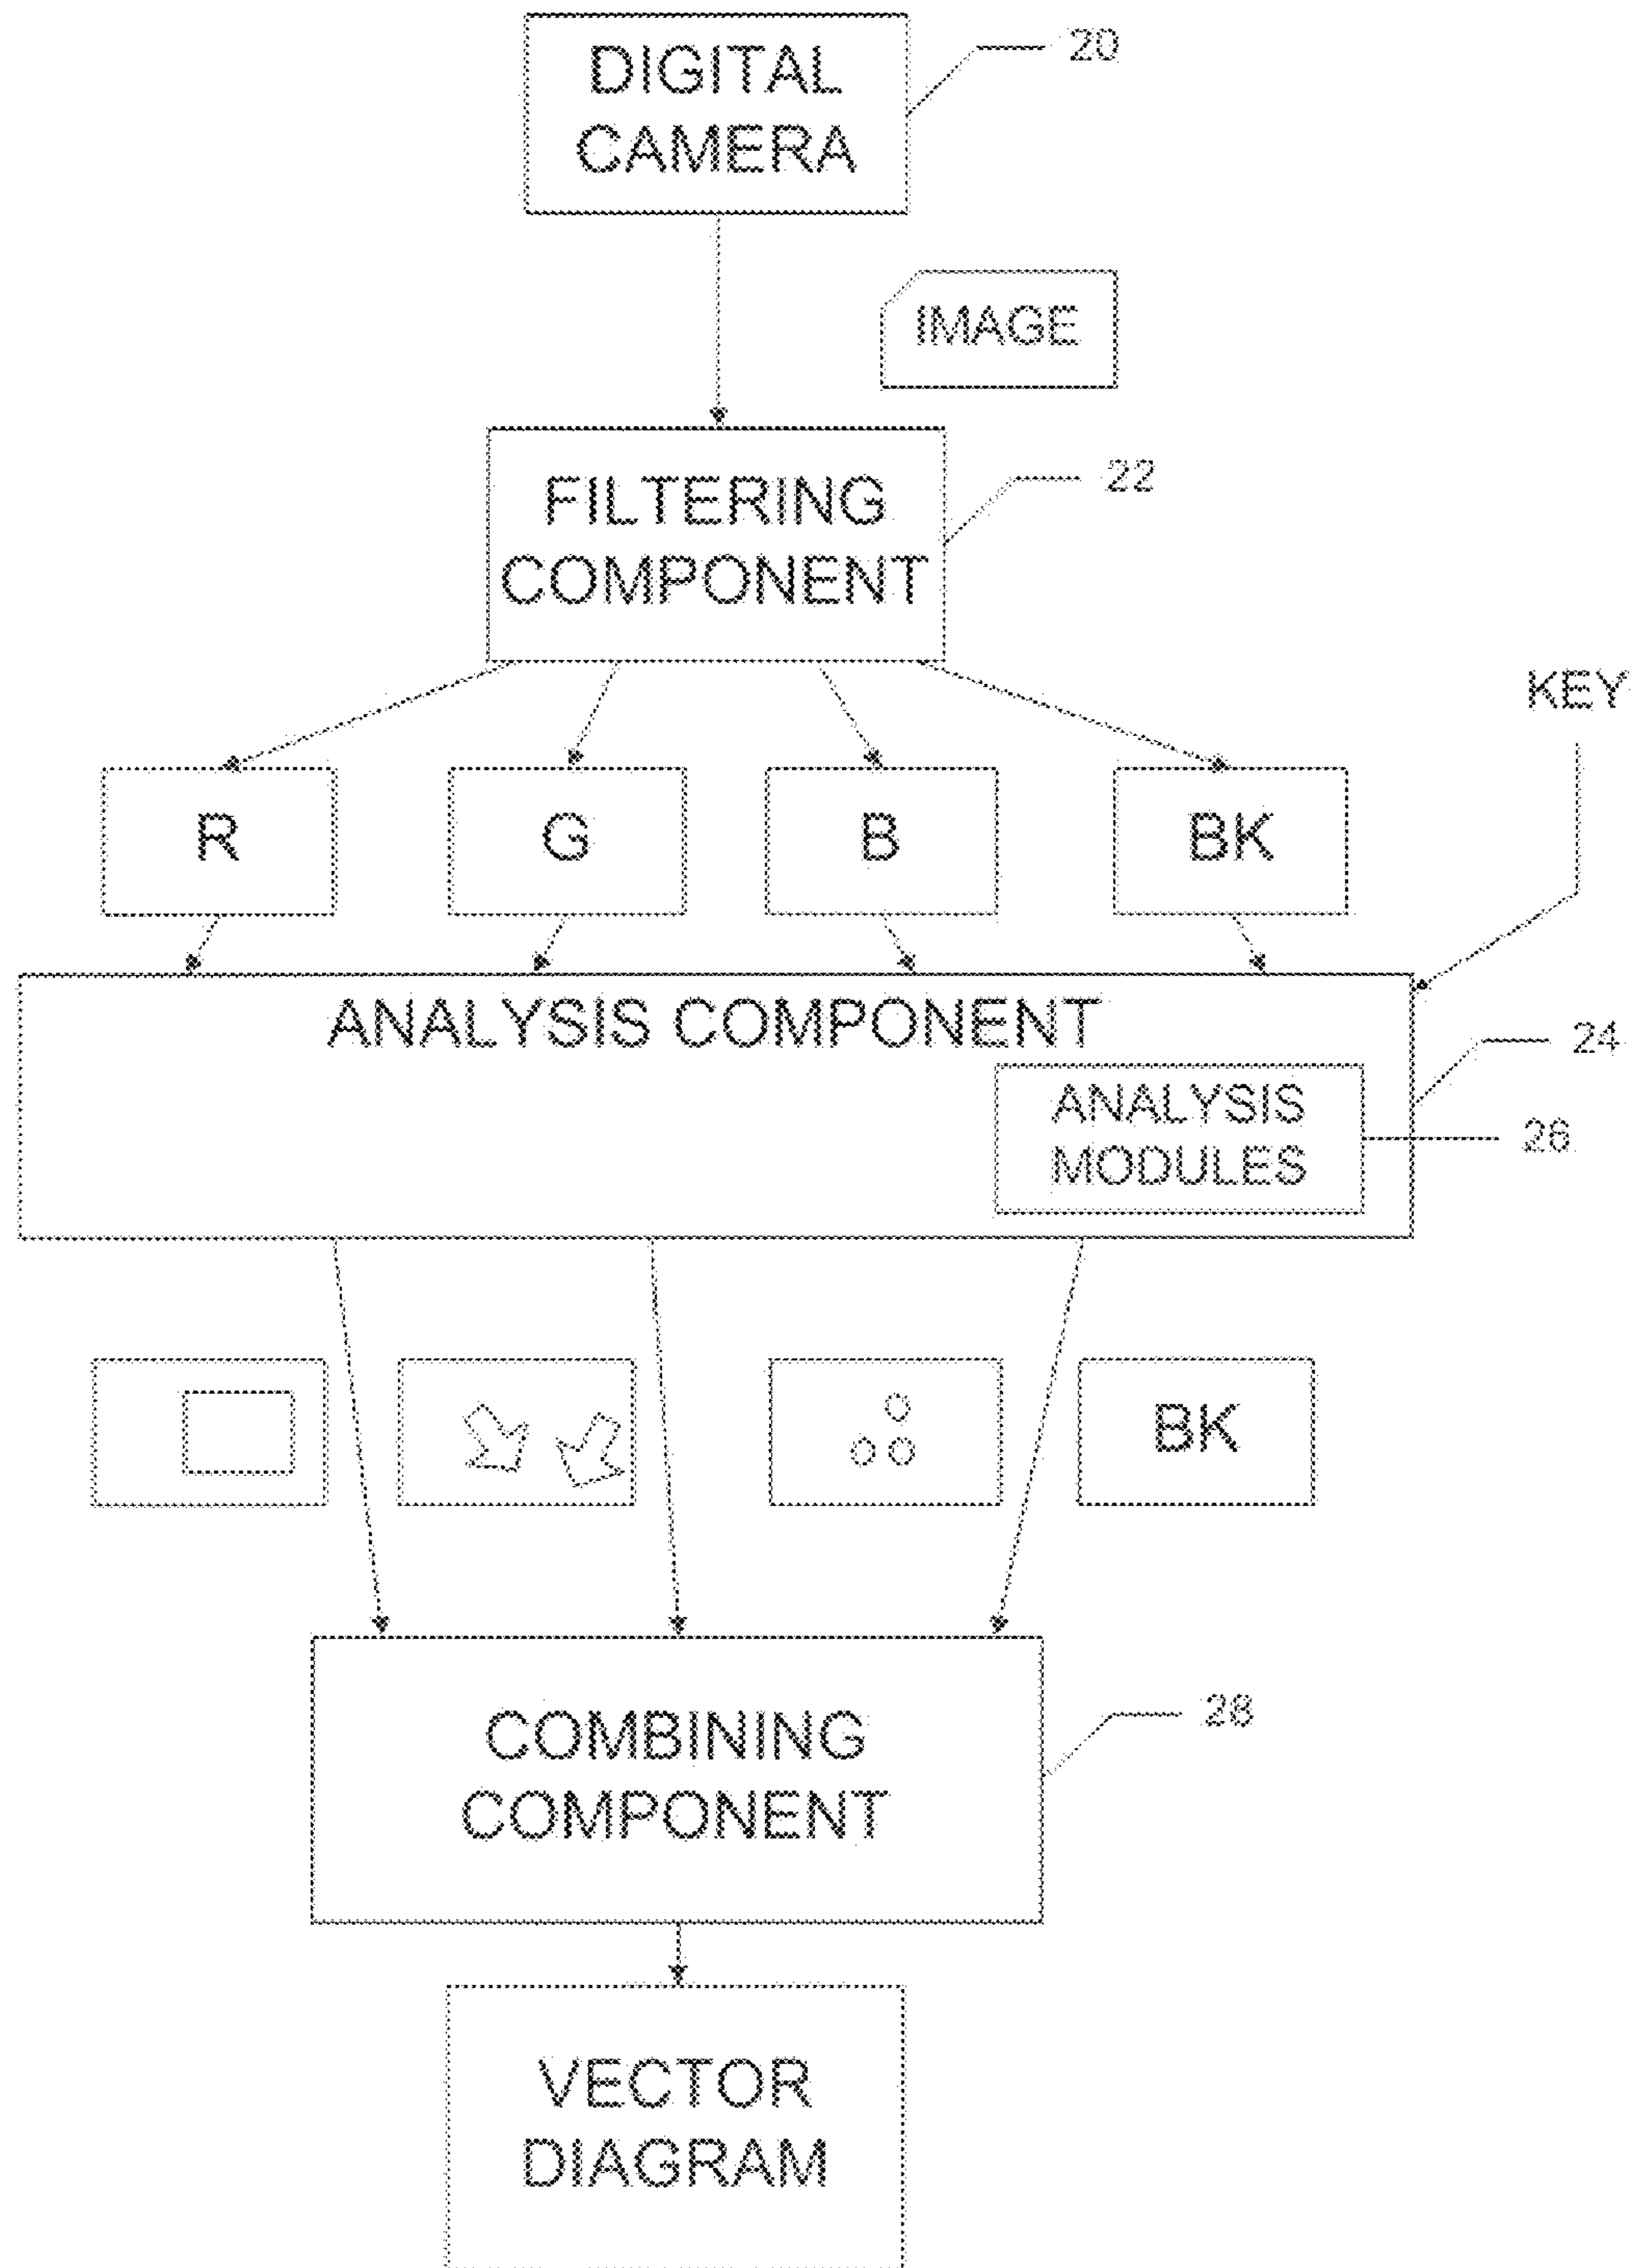 DIGITAL
CAMERA
20
IMAGE
FILTERING
COMPONENT
22
KEY
R
G
B
BK
ANALYSIS COMPONENT
24
ANALYSIS
MODULES
26
BK
COMBINING
COMPONENT
28
VECTOR
DIAGRAM